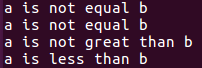 a is not equal b
a is not equal b
a is not great than b
a is less than b